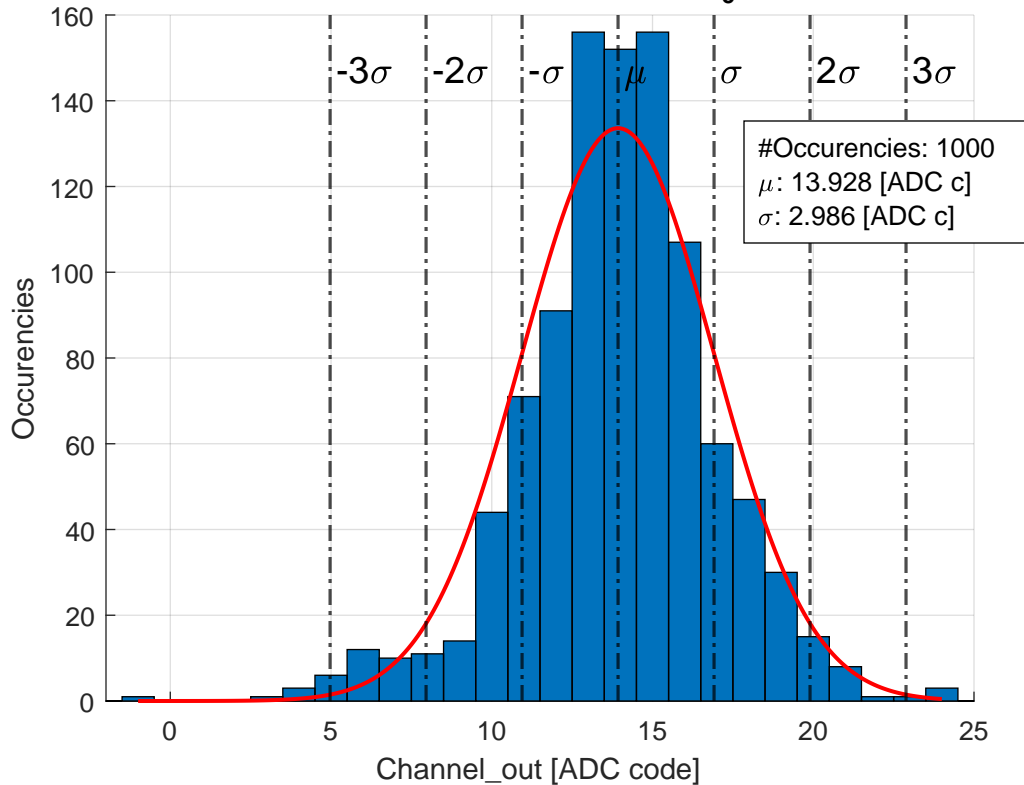 160
140
120
100
80
60
40
20
0
-3σ
-2σ
-σ
μ
σ
2σ
3σ
#Occurencies: 1000
μ: 13.928 [ADC c]
σ: 2.986 [ADC c]
Occurencies
0
5
10
15
20
25
Channel_out [ADC code]